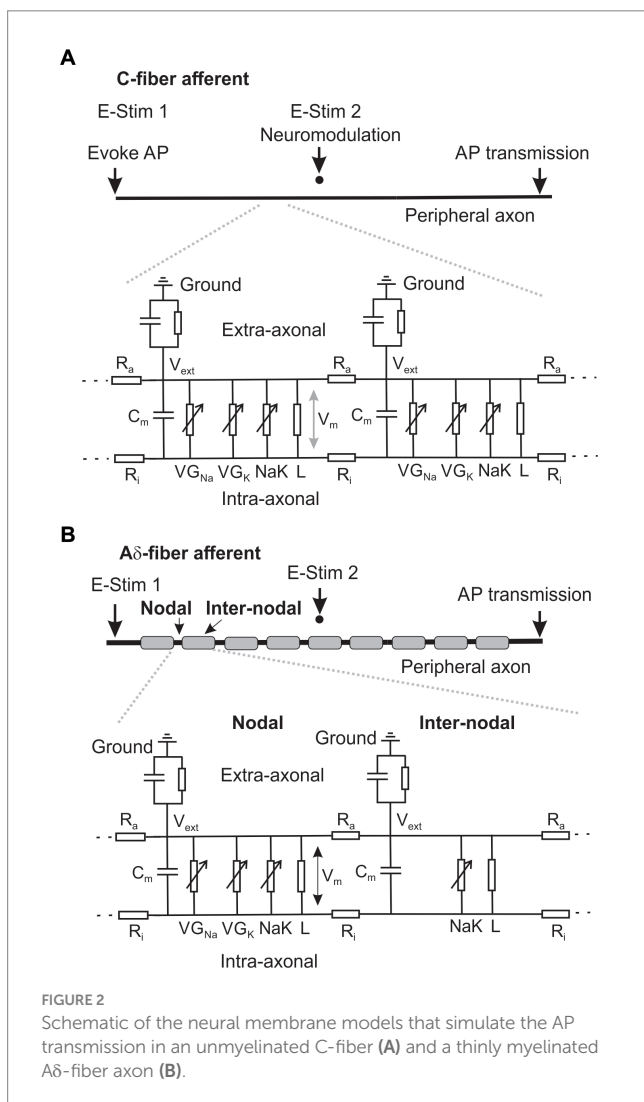 A
C-fiber afferent
E-Stim 1
E-Stim 2
Neuromodulation
Evoke AP
AP transmission
Peripheral axon
Ground
Ground
Extra-axonal
Ra
Vext
Ra
Vext
Ra
Cm
Vm
Cm
Ri
VGNa VGK NaK L
Ri
VGNa VGK NaK L
Ri
Intra-axonal
B
Aδ-fiber afferent
E-Stim 1
E-Stim 2
Nodal
Inter-nodal
AP transmission
Peripheral axon
Nodal
Inter-nodal
Ground
Ground
Extra-axonal
Ra
Vext
Ra
Vext
Ra
Cm
Vm
Cm
Ri
VGNa VGK NaK L
Ri
NaK L
Ri
Intra-axonal
FIGURE 2
Schematic of the neural membrane models that simulate the AP
transmission in an unmyelinated C-fiber (A) and a thinly myelinated
Aδ-fiber axon (B).